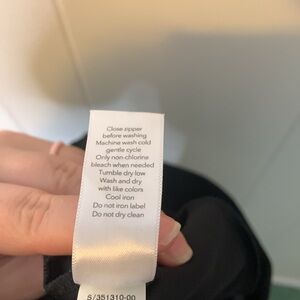 Close zipper
before washing
Machine wash cold
gentle cycle
Only non-chlorine
bleach when needed
Tumble dry low
Wash and dry
with like colors
Cool iron
Do not iron label
Do not dry clean
S/351310-00